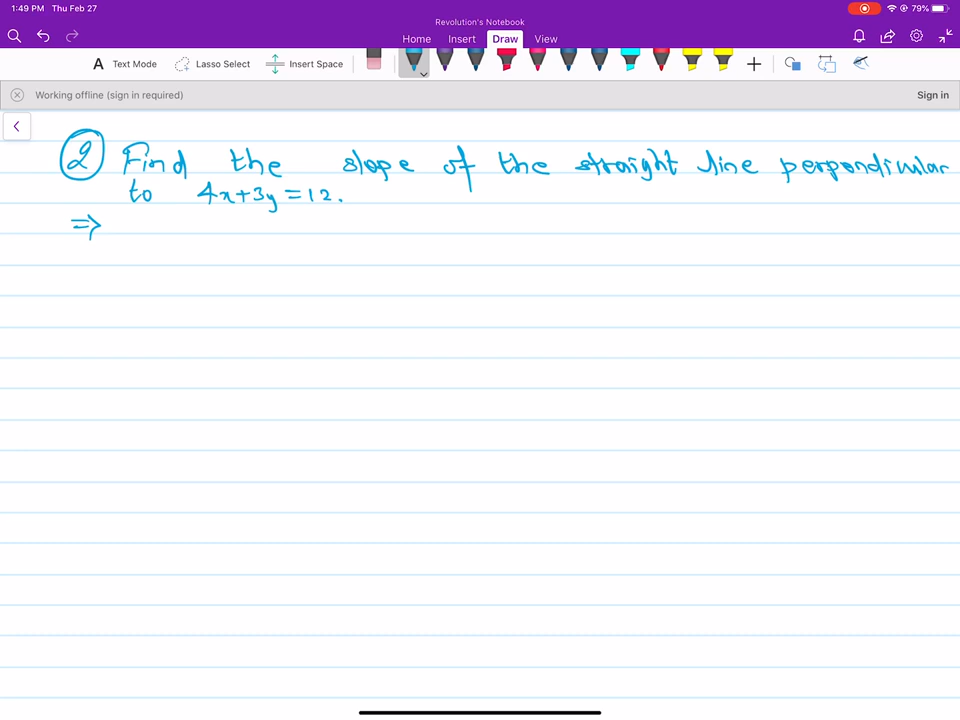 1:49 PM Thu Feb 27
79%
Revolution's Notebook
Home Insert Draw View
Text Mode Lasso Select Insert Space
Working offline (sign in required) Sign in
② Find the slope of the straight line perpendicular
to 4x+3y=12.
⇒